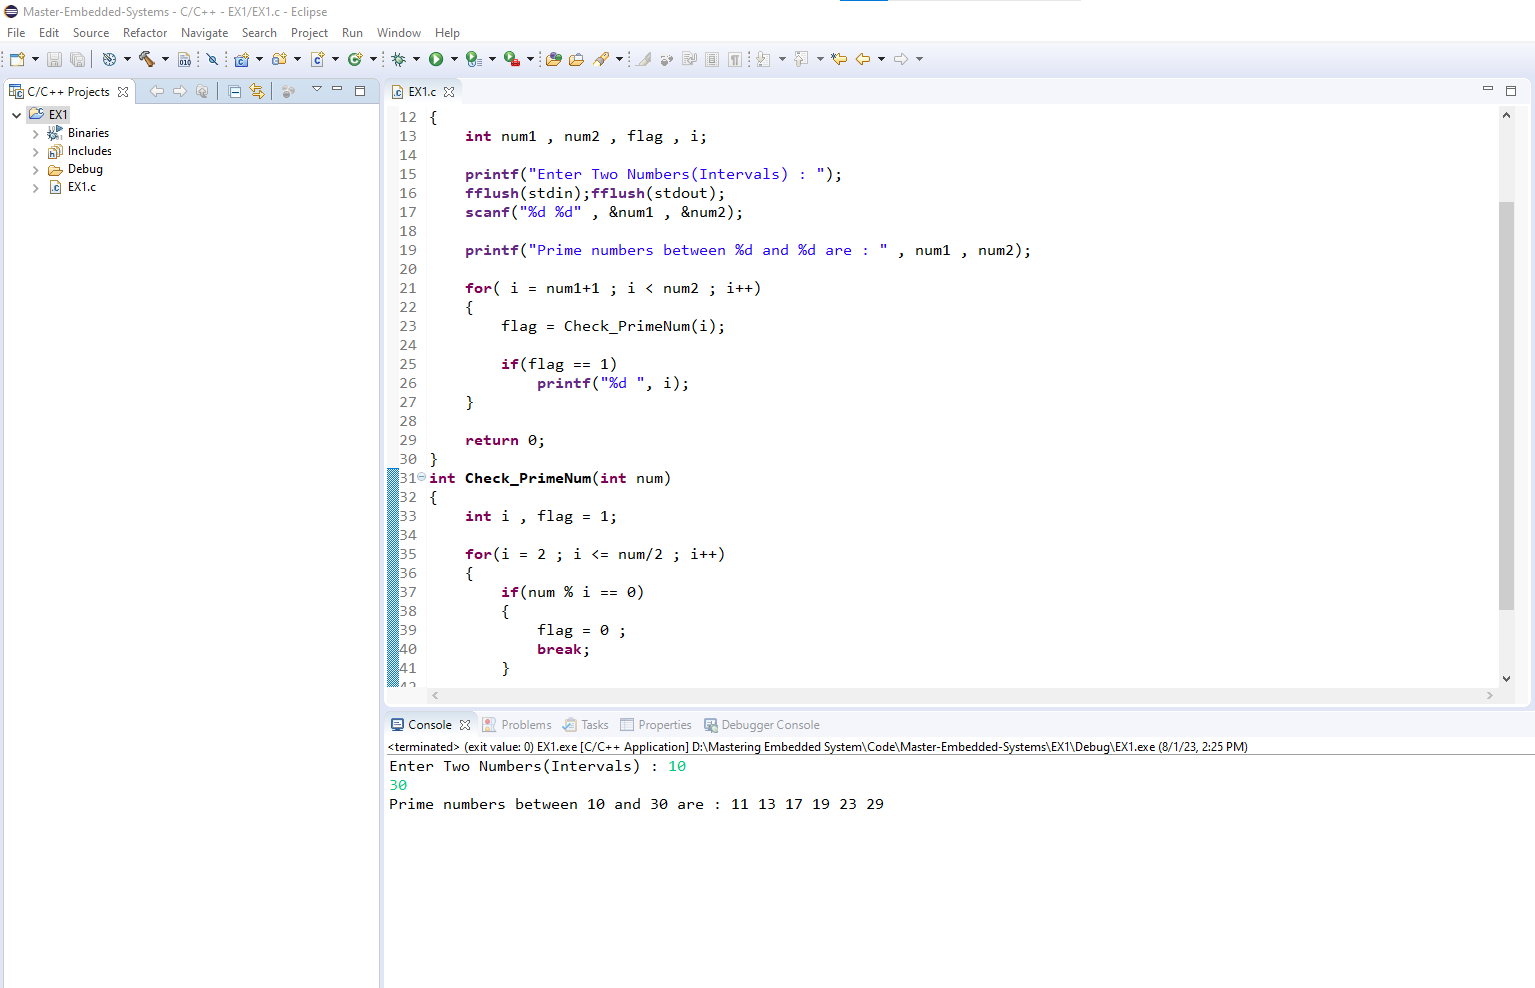 Master-Embedded-Systems - C/C++ - EX1/EX1.c - Eclipse
File Edit Source Refactor Navigate Search Project Run Window Help
C/C++ Projects
EX1
Binaries
Includes
Debug
EX1.c
EX1.c
12 {
13 int num1 , num2 , flag , i;
14
15 printf("Enter Two Numbers(Intervals) : ");
16 fflush(stdin);fflush(stdout);
17 scanf("%d %d" , &num1 , &num2);
18
19 printf("Prime numbers between %d and %d are : " , num1 , num2);
20
21 for( i = num1+1 ; i < num2 ; i++)
22 {
23 flag = Check_PrimeNum(i);
24
25 if(flag == 1)
26 printf("%d ", i);
27 }
28
29 return 0;
30 }
31 int Check_PrimeNum(int num)
32 {
33 int i , flag = 1;
34
35 for(i = 2 ; i <= num/2 ; i++)
36 {
37 if(num % i == 0)
38 {
39 flag = 0 ;
40 break;
41 }
Console Problems Tasks Properties Debugger Console
<terminated> (exit value: 0) EX1.exe [C/C++ Application] D:\Mastering Embedded System\Code\Master-Embedded-Systems\EX1\Debug\EX1.exe (8/1/23, 2:25 PM)
Enter Two Numbers(Intervals) : 10
30
Prime numbers between 10 and 30 are : 11 13 17 19 23 29